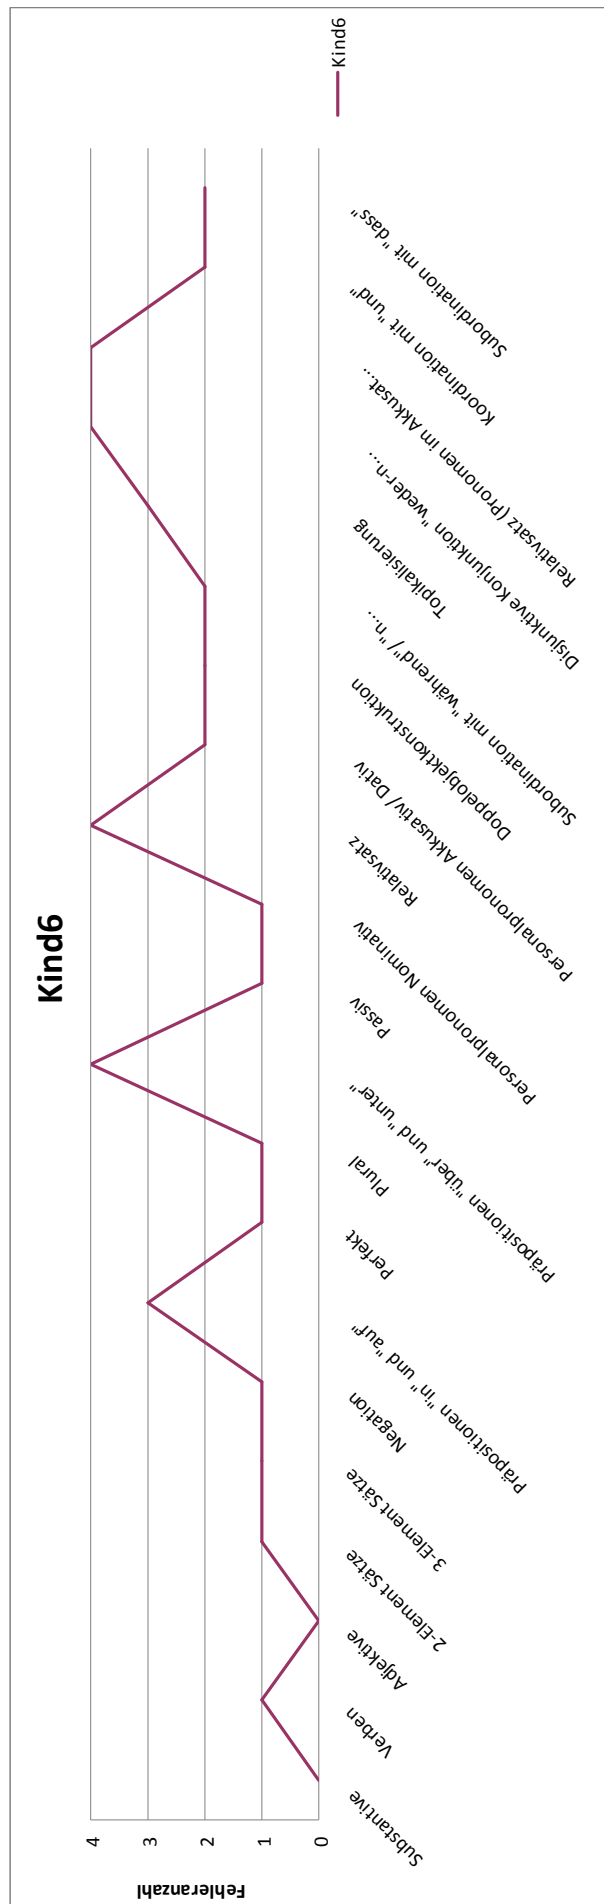 Kind6
Fehleranzahl
4
3
2
1
0
Substantive
Verben
Adjektive
2-Element Sätze
3-Element Sätze
Negation
Präpositionen "in" und "auf"
Perfekt
Plural
Präpositionen "über" und "unter"
Passiv
Personalpronomen Nominativ
Relativsatz
Personalpronomen Akkusativ/ Dativ
Doppelobjektkonstruktion
Subordination mit "während"/ "n…
Topikalisierung
Disjunktive Konjunktion "weder-n…
Relativsatz (Pronomen im Akkusat…
Koordination mit "und"
Subordination mit "dass"
Kind6